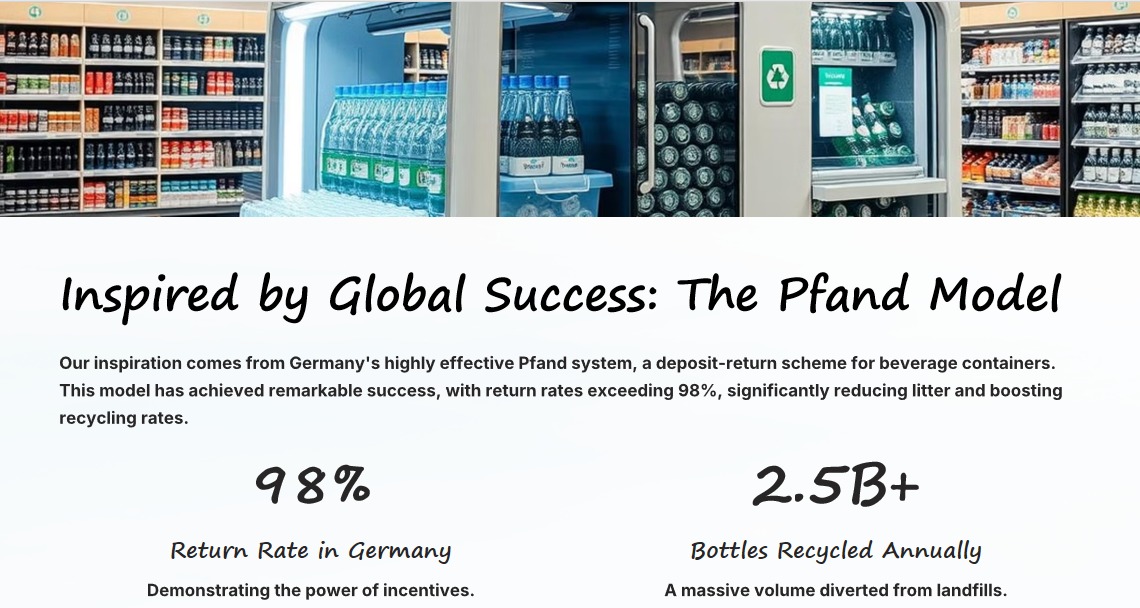 Inspired by Global Success: The Pfand Model
Our inspiration comes from Germany's highly effective Pfand system, a deposit-return scheme for beverage containers.
This model has achieved remarkable success, with return rates exceeding 98%, significantly reducing litter and boosting
recycling rates.
98%
2.5B+
Return Rate in Germany
Bottles Recycled Annually
Demonstrating the power of incentives.
A massive volume diverted from landfills.